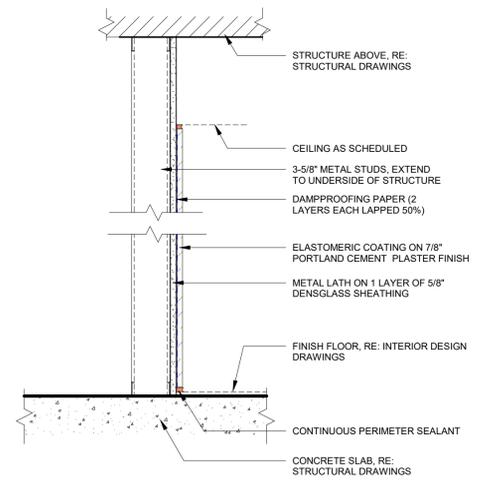 STRUCTURE ABOVE, RE:
STRUCTURAL DRAWINGS
CEILING AS SCHEDULED
3-5/8" METAL STUDS, EXTEND
TO UNDERSIDE OF STRUCTURE
DAMPPROOFING PAPER (2
LAYERS EACH LAPPED 50%)
ELASTOMERIC COATING ON 7/8"
PORTLAND CEMENT PLASTER FINISH
METAL LATH ON 1 LAYER OF 5/8"
DENSGLASS SHEATHING
FINISH FLOOR, RE: INTERIOR DESIGN
DRAWINGS
CONTINUOUS PERIMETER SEALANT
CONCRETE SLAB, RE:
STRUCTURAL DRAWINGS